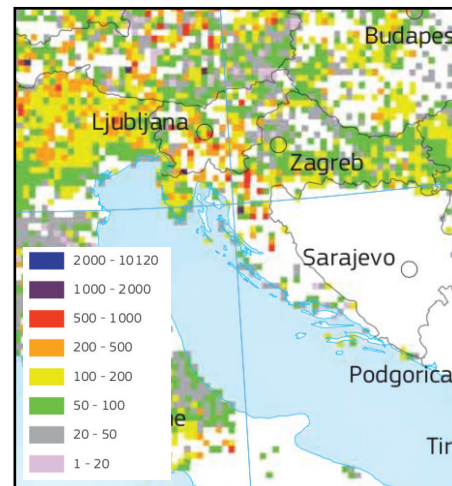 Budapes
Ljubljana
Zagreb
Sarajevo
2000 - 10120
1000 - 2000
500 - 1000
200 - 500
100 - 200
50 - 100
20 - 50
1 - 20
Podgorica
ne
Tir